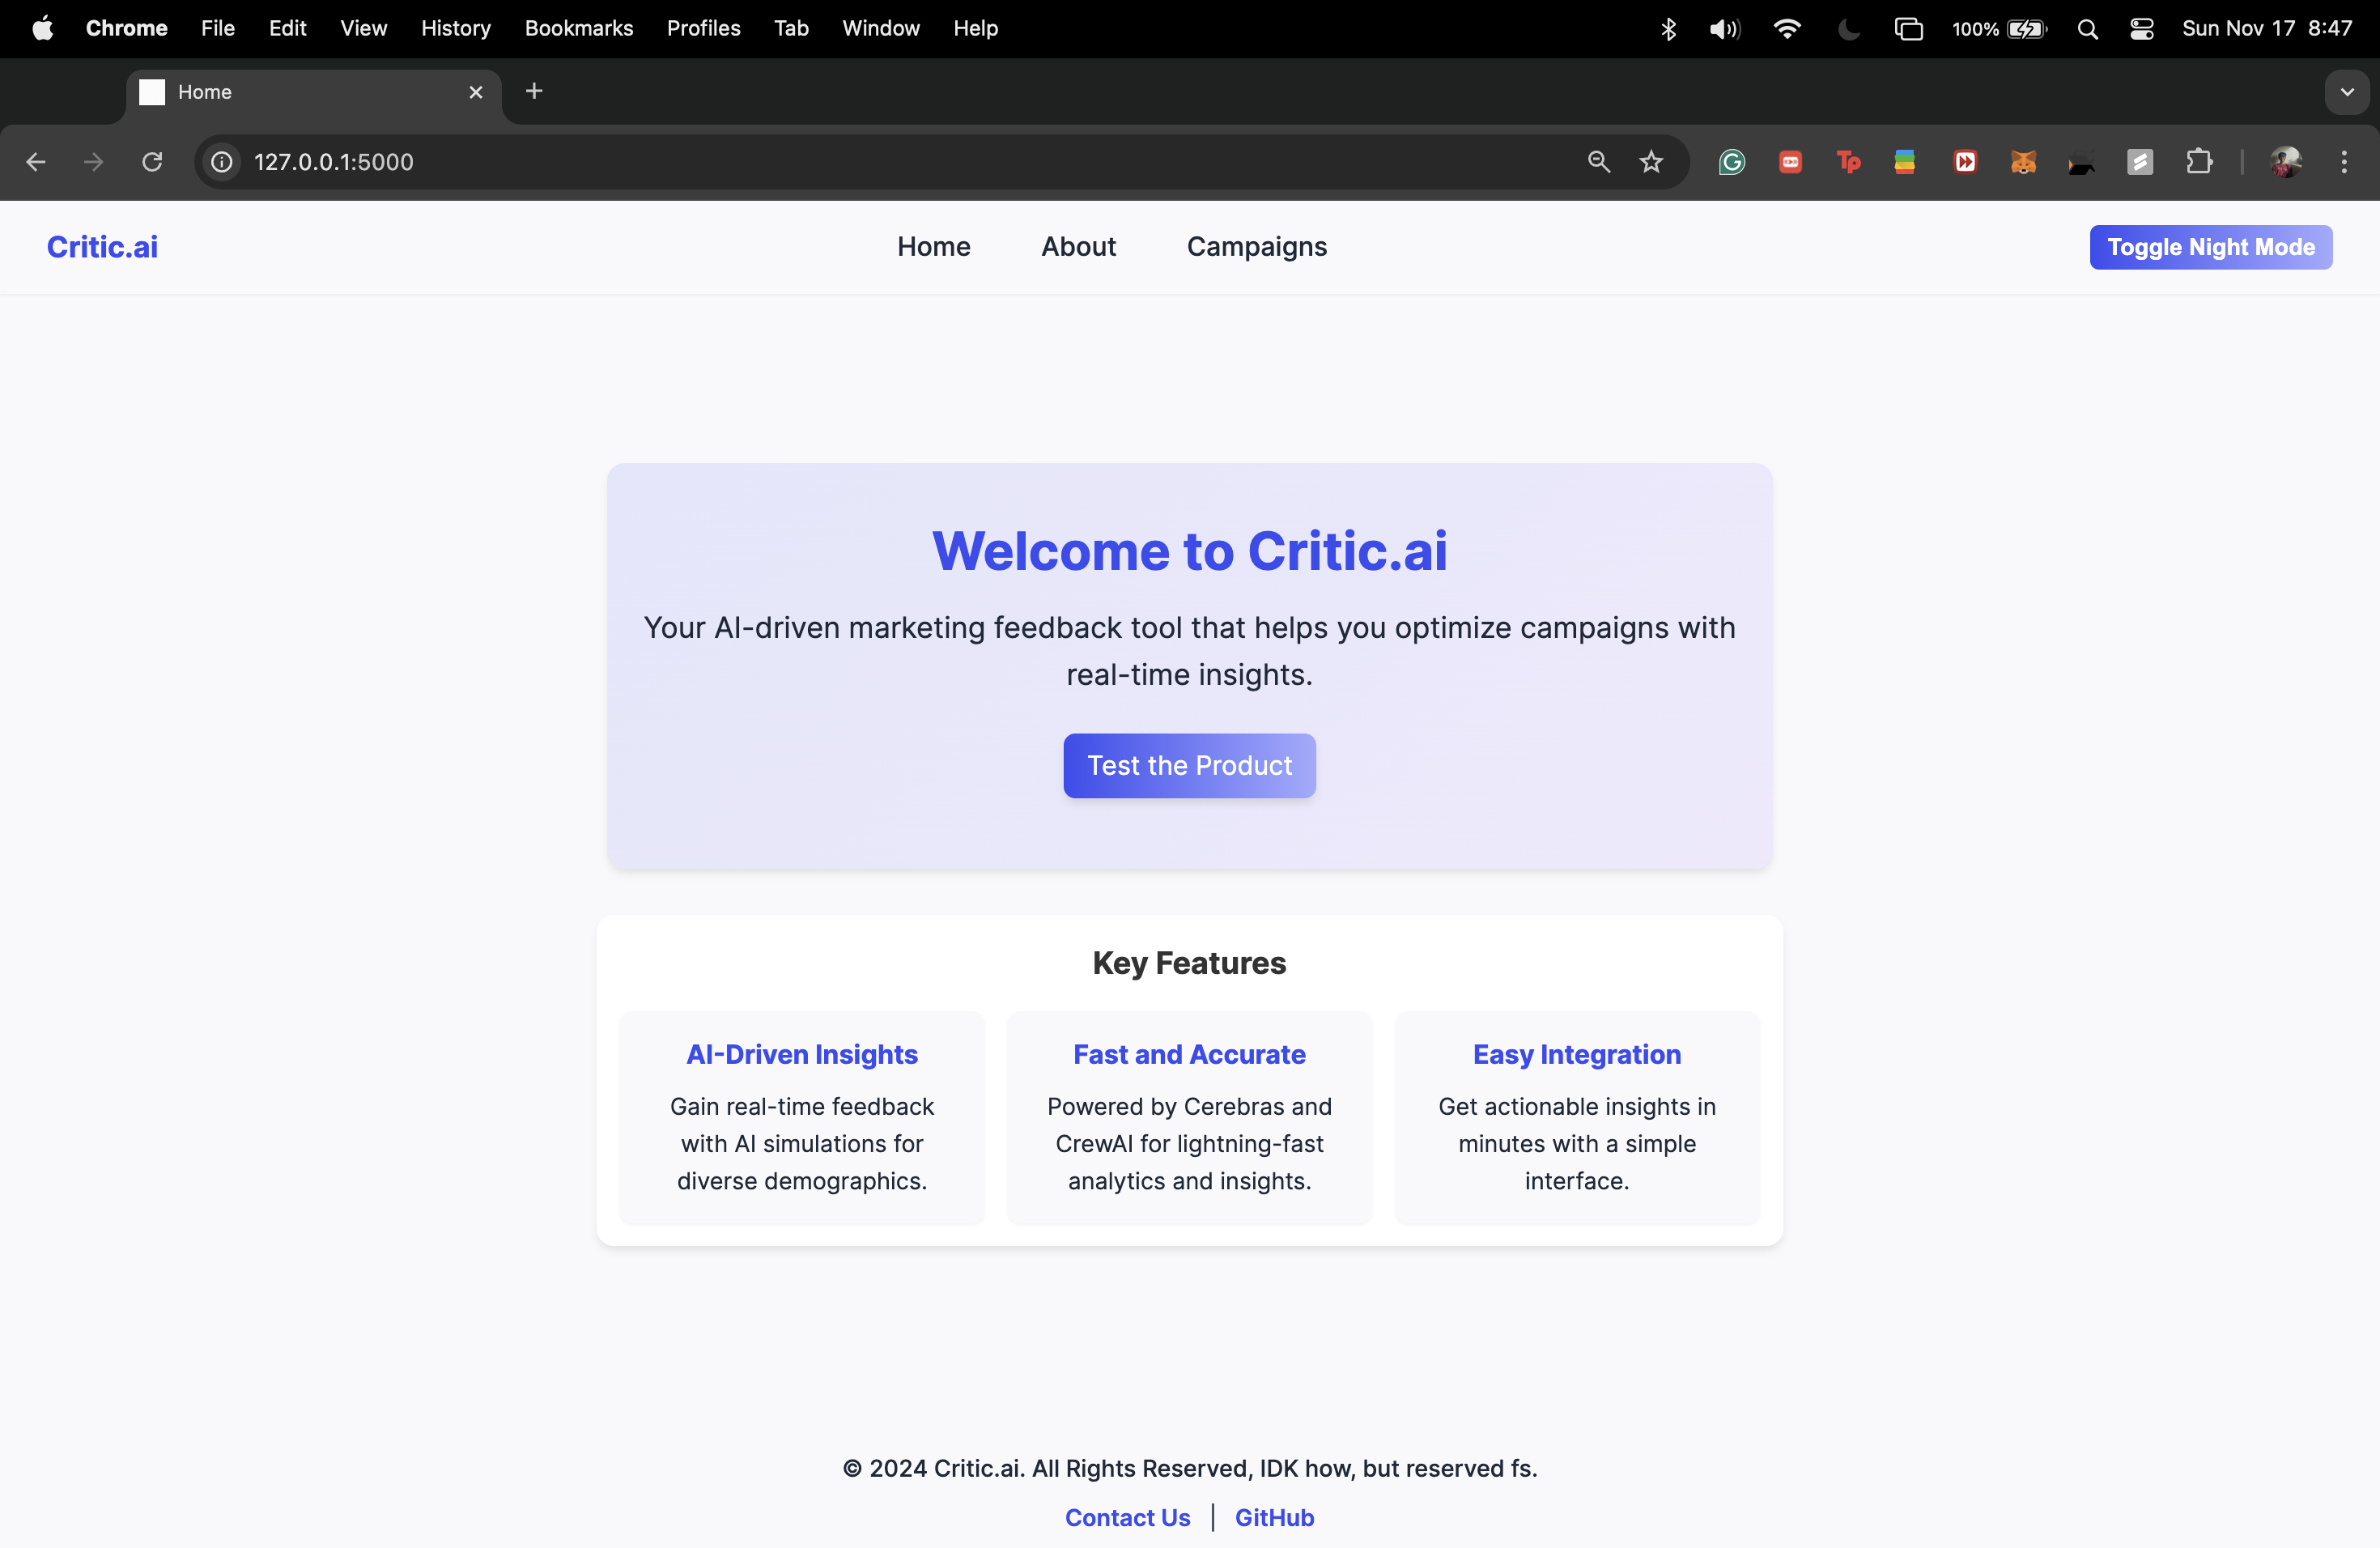 Chrome File Edit View History Bookmarks Profiles Tab Window Help 100% Sun Nov 17 8:47
Home
127.0.0.1:5000
Critic.ai Home About Campaigns Toggle Night Mode
Welcome to Critic.ai
Your AI-driven marketing feedback tool that helps you optimize campaigns with
real-time insights.
Test the Product
Key Features
AI-Driven Insights
Gain real-time feedback
with AI simulations for
diverse demographics.
Fast and Accurate
Powered by Cerebras and
CrewAI for lightning-fast
analytics and insights.
Easy Integration
Get actionable insights in
minutes with a simple
interface.
© 2024 Critic.ai. All Rights Reserved, IDK how, but reserved fs.
Contact Us | GitHub